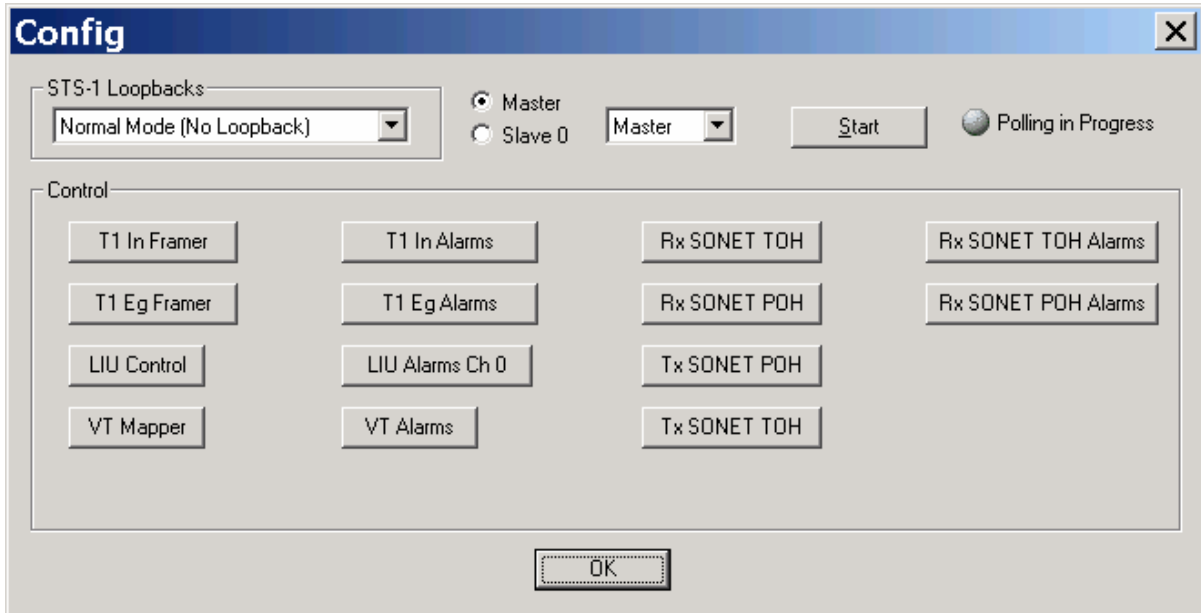 Config
STS-1 Loopbacks
Normal Mode (No Loopback)
Master
Slave 0
Master
Start
Polling in Progress
Control
T1 In Framer
T1 In Alarms
Rx SONET TOH
Rx SONET TOH Alarms
T1 Eg Framer
T1 Eg Alarms
Rx SONET POH
Rx SONET POH Alarms
LIU Control
LIU Alarms Ch 0
Tx SONET POH
VT Mapper
VT Alarms
Tx SONET TOH
OK